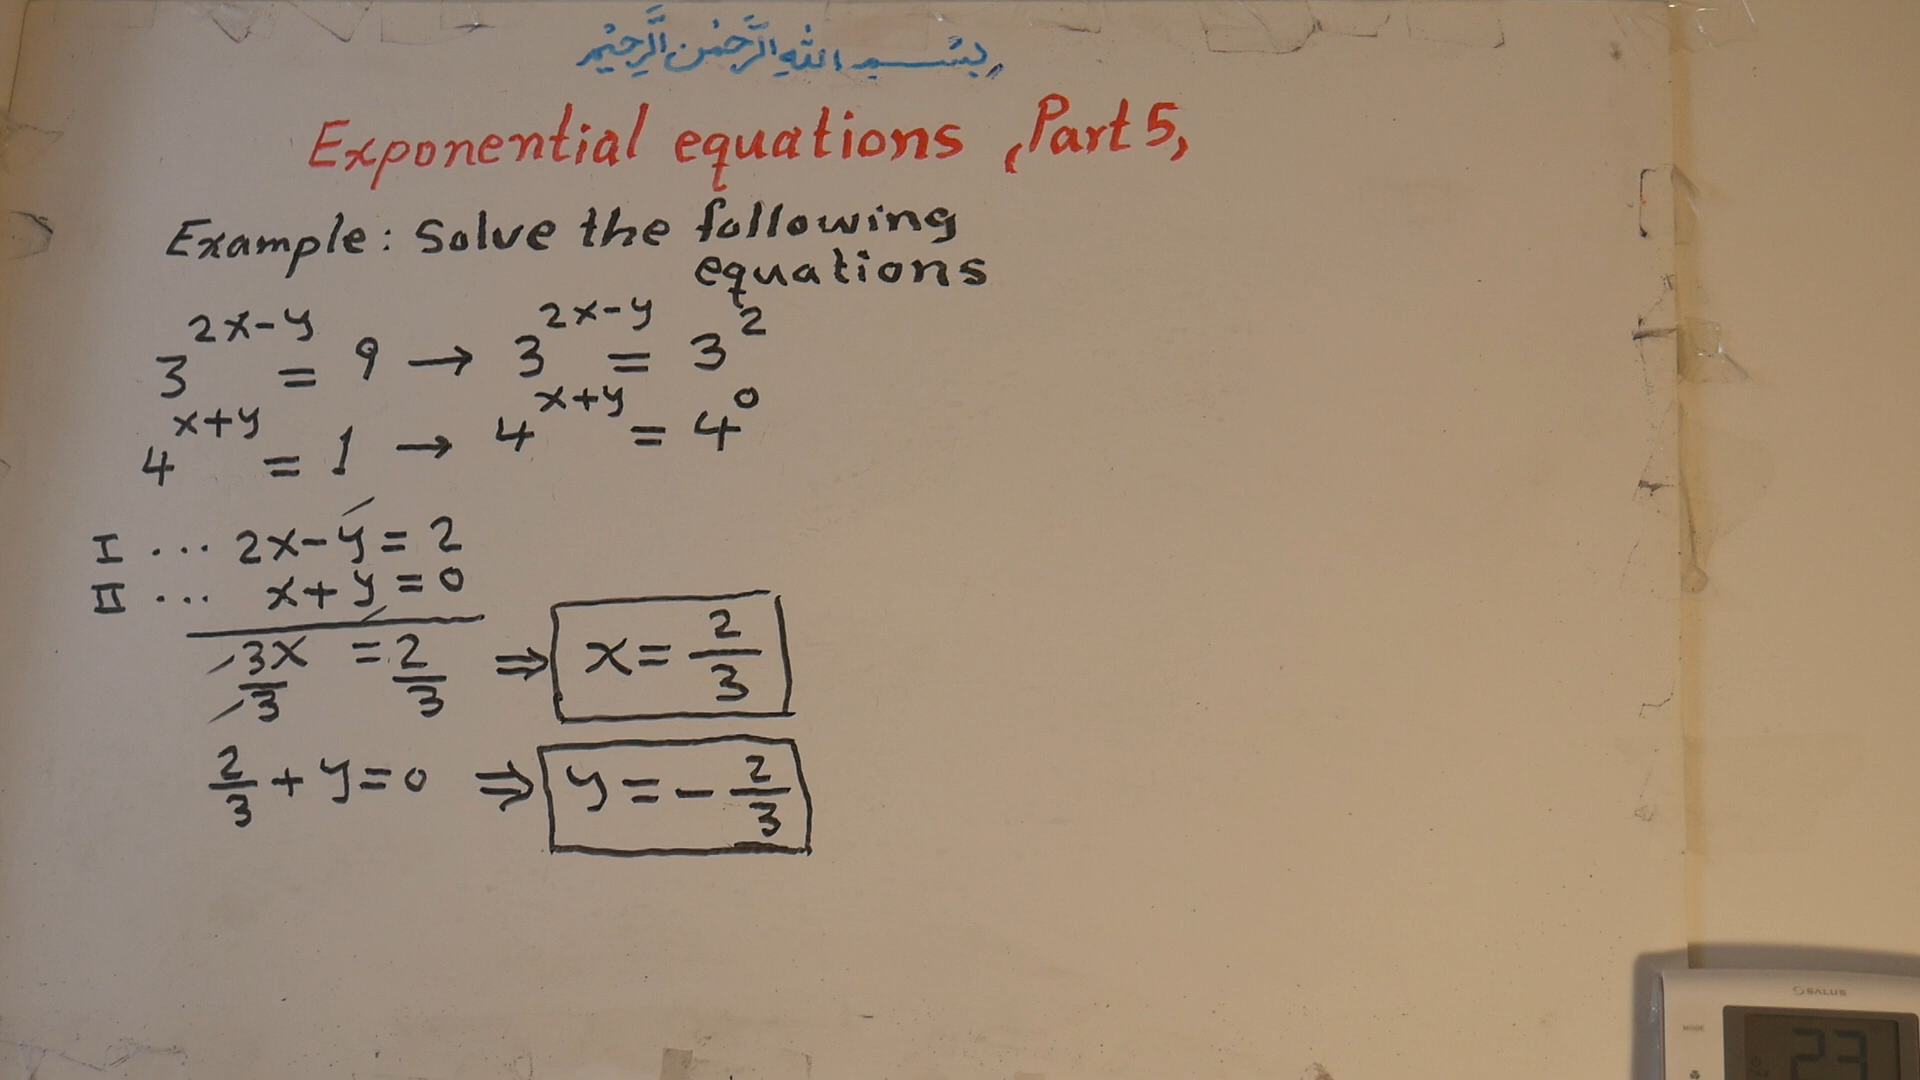 بِسْمِ اللهِ الرَّحْمٰنِ الرَّحِيْمِ
Exponential equations, Part 5,
Example: Solve the following
equations
3^(2x-y) = 9 → 3^(2x-y) = 3^2
4^(x+y) = 1 → 4^(x+y) = 4^0
I ... 2x-y = 2
II ... x+y = 0
3x/3 = 2/3 ⇒ x = 2/3
2/3 + y = 0 ⇒ y = -2/3
SALUS
MODE
23